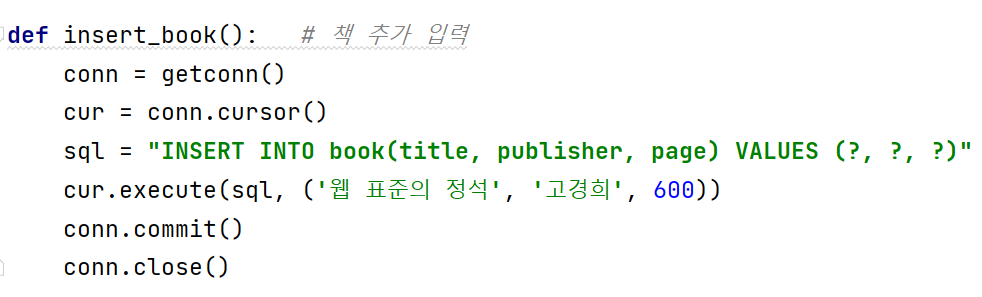 def insert_book():   # 책 추가 입력
    conn = getconn()
    cur = conn.cursor()
    sql = "INSERT INTO book(title, publisher, page) VALUES (?, ?, ?)"
    cur.execute(sql, ('웹 표준의 정석', '고경희', 600))
    conn.commit()
    conn.close()